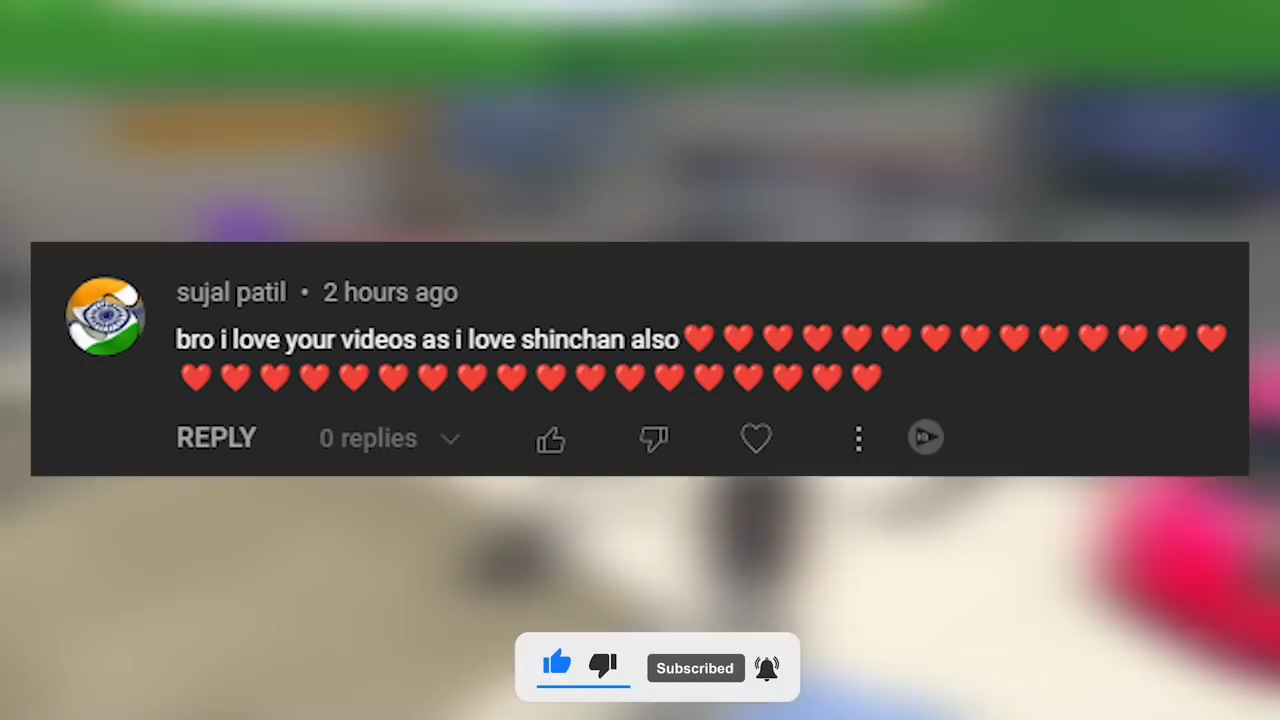 sujal patil • 2 hours ago
bro i love your videos as i love shinchan also❤️❤️❤️❤️❤️❤️❤️❤️❤️❤️❤️❤️❤️❤️
❤️❤️❤️❤️❤️❤️❤️❤️❤️❤️❤️❤️❤️❤️❤️❤️❤️❤️
REPLY 0 replies
Subscribed